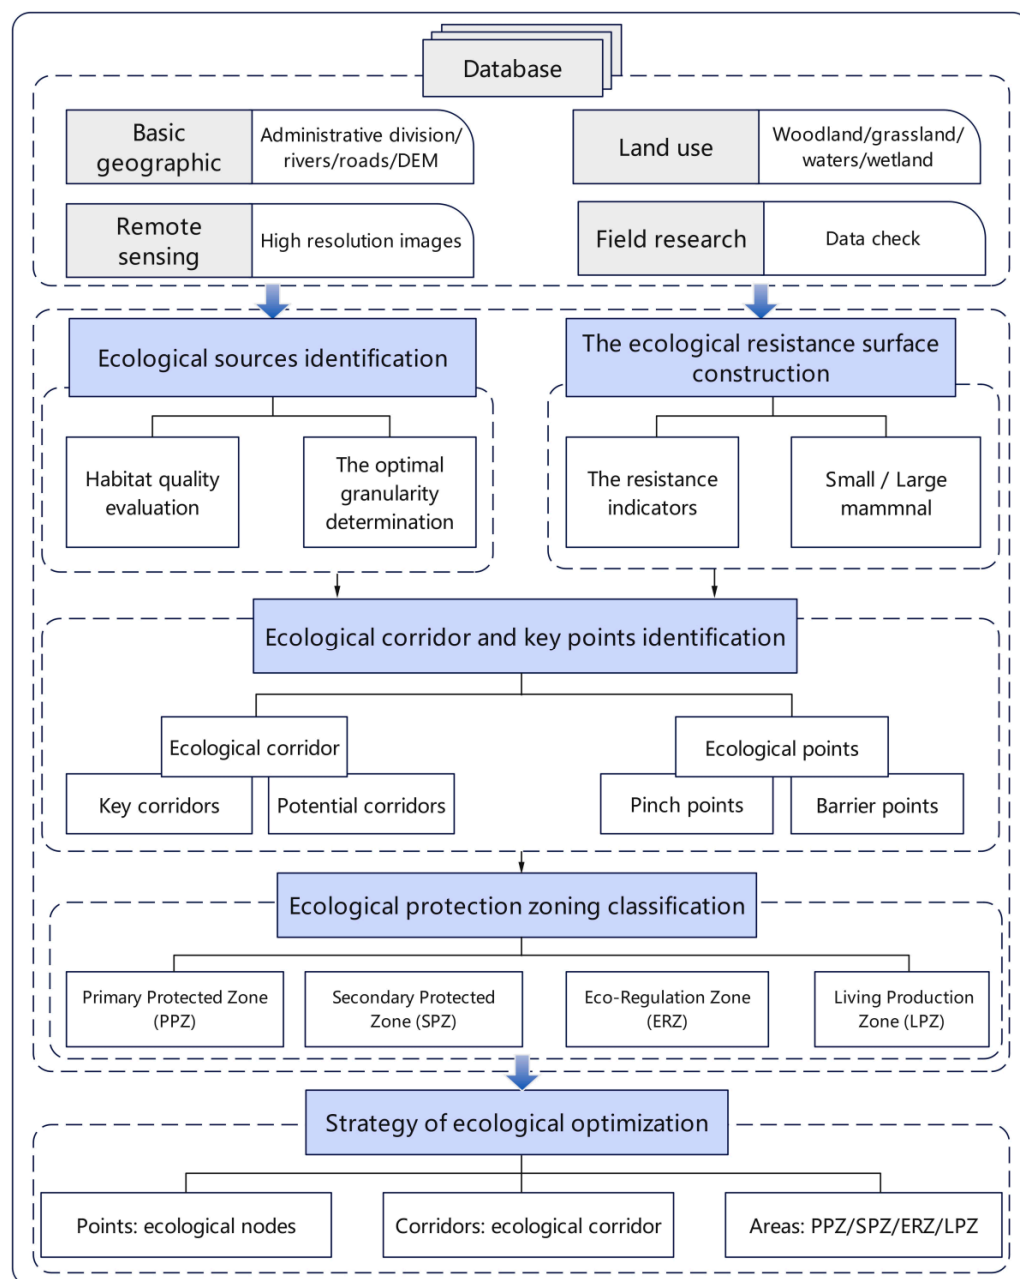 Database
Basic
geographic
Administrative division/
rivers/roads/DEM
Land use
Woodland/grassland/
waters/wetland
Remote
sensing
High resolution images
Field research
Data check
Ecological sources identification
The ecological resistance surface
construction
Habitat quality
evaluation
The optimal
granularity
determination
The resistance
indicators
Small / Large
mammnal
Ecological corridor and key points identification
Ecological corridor
Ecological points
Key corridors
Potential corridors
Pinch points
Barrier points
Ecological protection zoning classification
Primary Protected Zone
(PPZ)
Secondary Protected
Zone (SPZ)
Eco-Regulation Zone
(ERZ)
Living Production
Zone (LPZ)
Strategy of ecological optimization
Points: ecological nodes
Corridors: ecological corridor
Areas: PPZ/SPZ/ERZ/LPZ